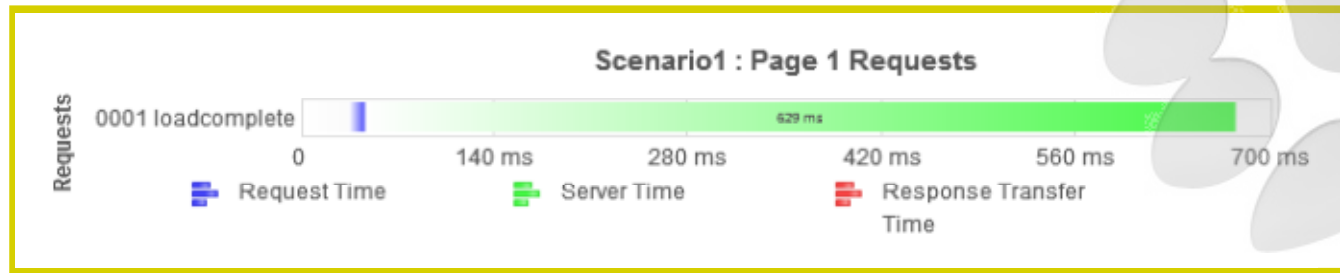 Scenario1 : Page 1 Requests
Requests
0001 loadcomplete
629 ms
0 140 ms 280 ms 420 ms 560 ms 700 ms
Request Time Server Time Response Transfer
Time